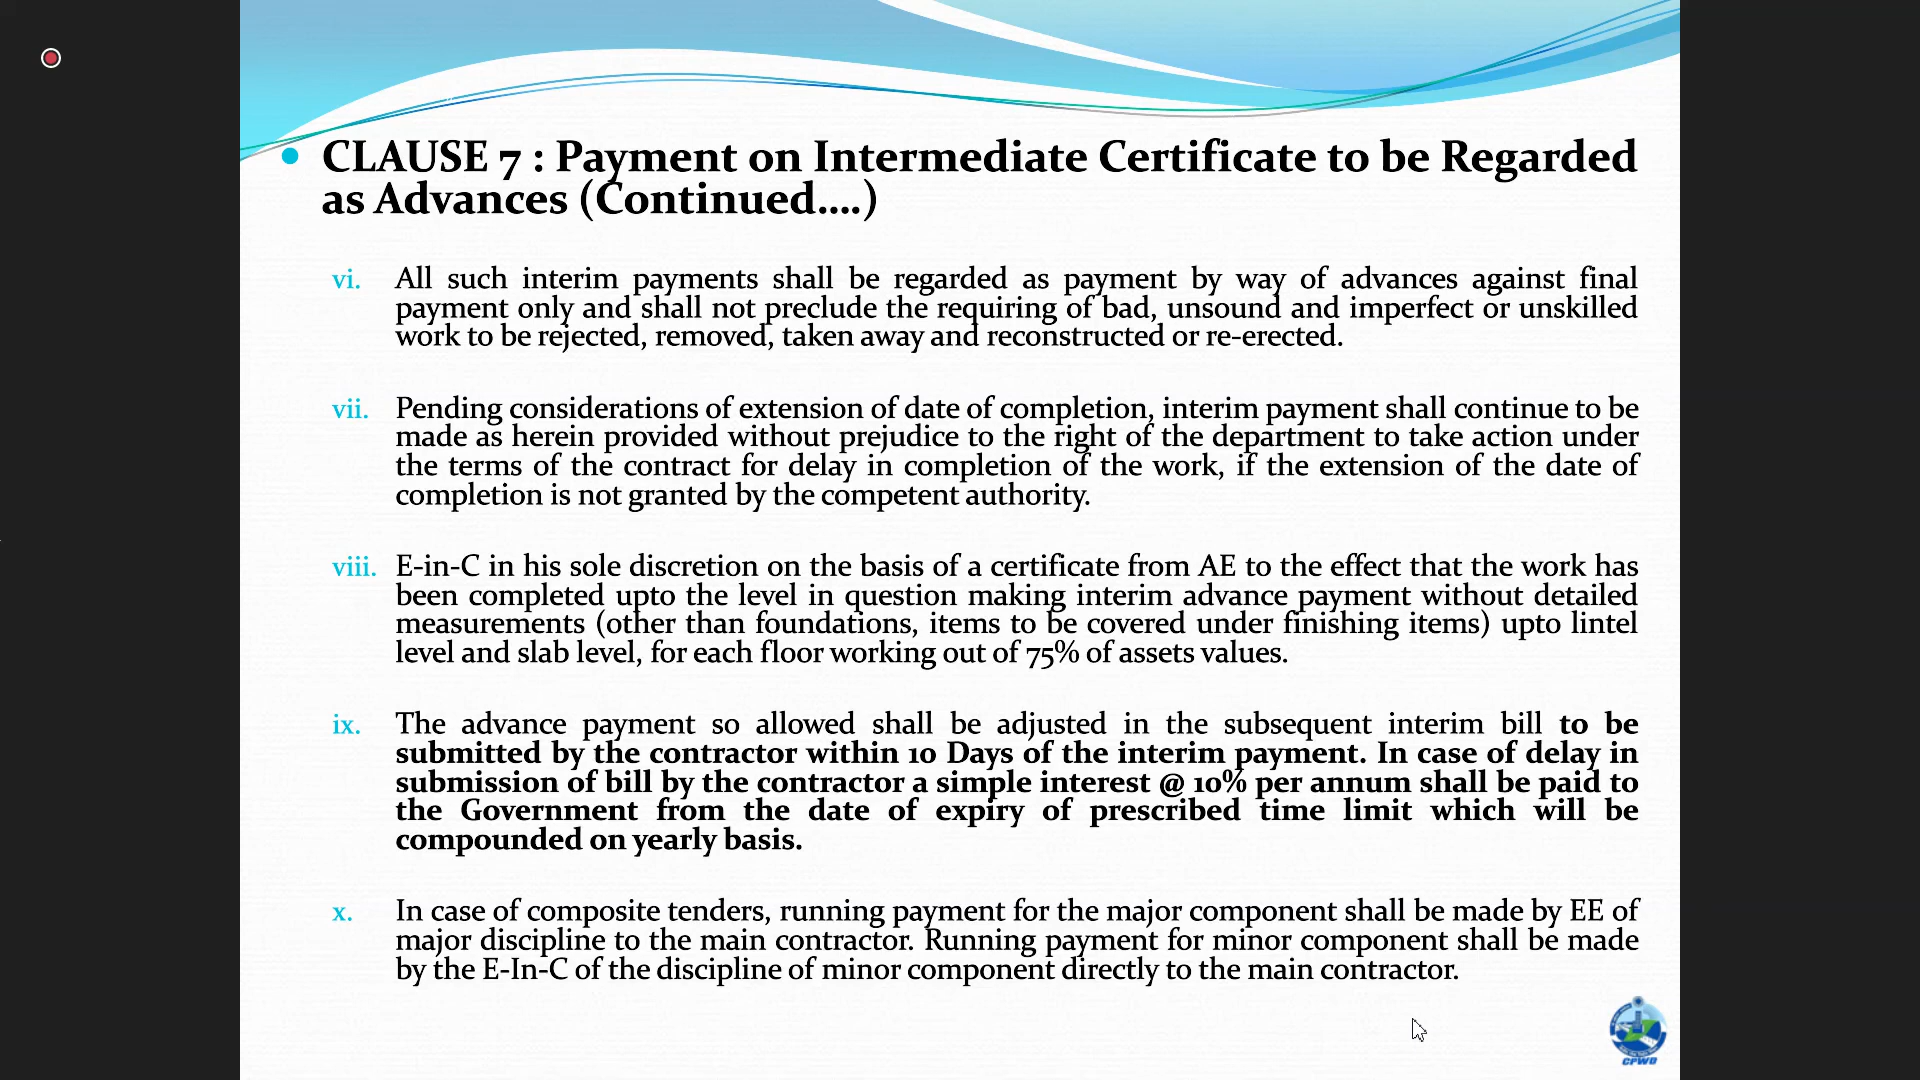 CLAUSE 7 : Payment on Intermediate Certificate to be Regarded
as Advances (Continued....)
vi. All such interim payments shall be regarded as payment by way of advances against final
payment only and shall not preclude the requiring of bad, unsound and imperfect or unskilled
work to be rejected, removed, taken away and reconstructed or re-erected.
vii. Pending considerations of extension of date of completion, interim payment shall continue to be
made as herein provided without prejudice to the right of the department to take action under
the terms of the contract for delay in completion of the work, if the extension of the date of
completion is not granted by the competent authority.
viii. E-in-C in his sole discretion on the basis of a certificate from AE to the effect that the work has
been completed upto the level in question making interim advance payment without detailed
measurements (other than foundations, items to be covered under finishing items) upto lintel
level and slab level, for each floor working out of 75% of assets values.
ix. The advance payment so allowed shall be adjusted in the subsequent interim bill to be
submitted by the contractor within 10 Days of the interim payment. In case of delay in
submission of bill by the contractor a simple interest @ 10% per annum shall be paid to
the Government from the date of expiry of prescribed time limit which will be
compounded on yearly basis.
x. In case of composite tenders, running payment for the major component shall be made by EE of
major discipline to the main contractor. Running payment for minor component shall be made
by the E-In-C of the discipline of minor component directly to the main contractor.
CPWD